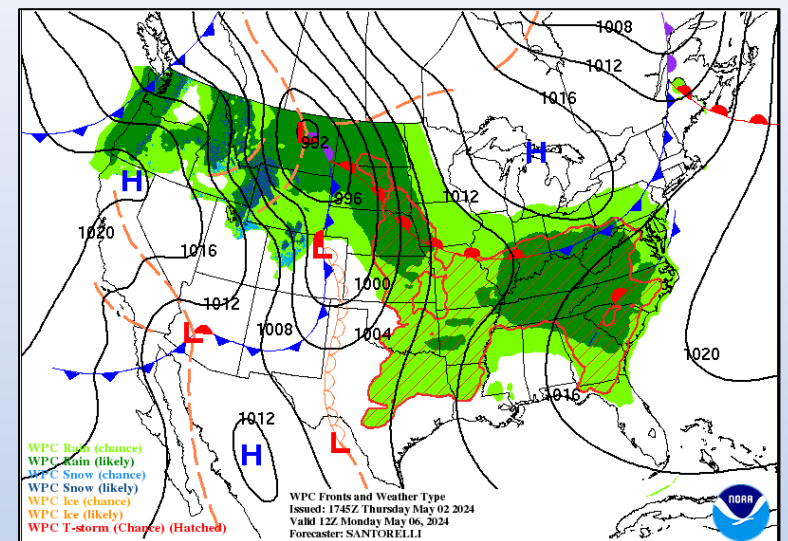 1008
1012
1016
992
H
H
996
1012
1020
1016
L
1000
1012
1008
1004
L
1020
1016
1012
H
L
WPC Rain (chance)
WPC Rain (likely)
WPC Snow (chance)
WPC Snow (likely)
WPC Ice (chance)
WPC Ice (likely)
WPC T-storm (Chance) (Hatched)
WPC Fronts and Weather Type
Issued: 1745Z Thursday May 02 2024
Valid 12Z Monday May 06, 2024
Forecaster: SANTORELLI
NOAA